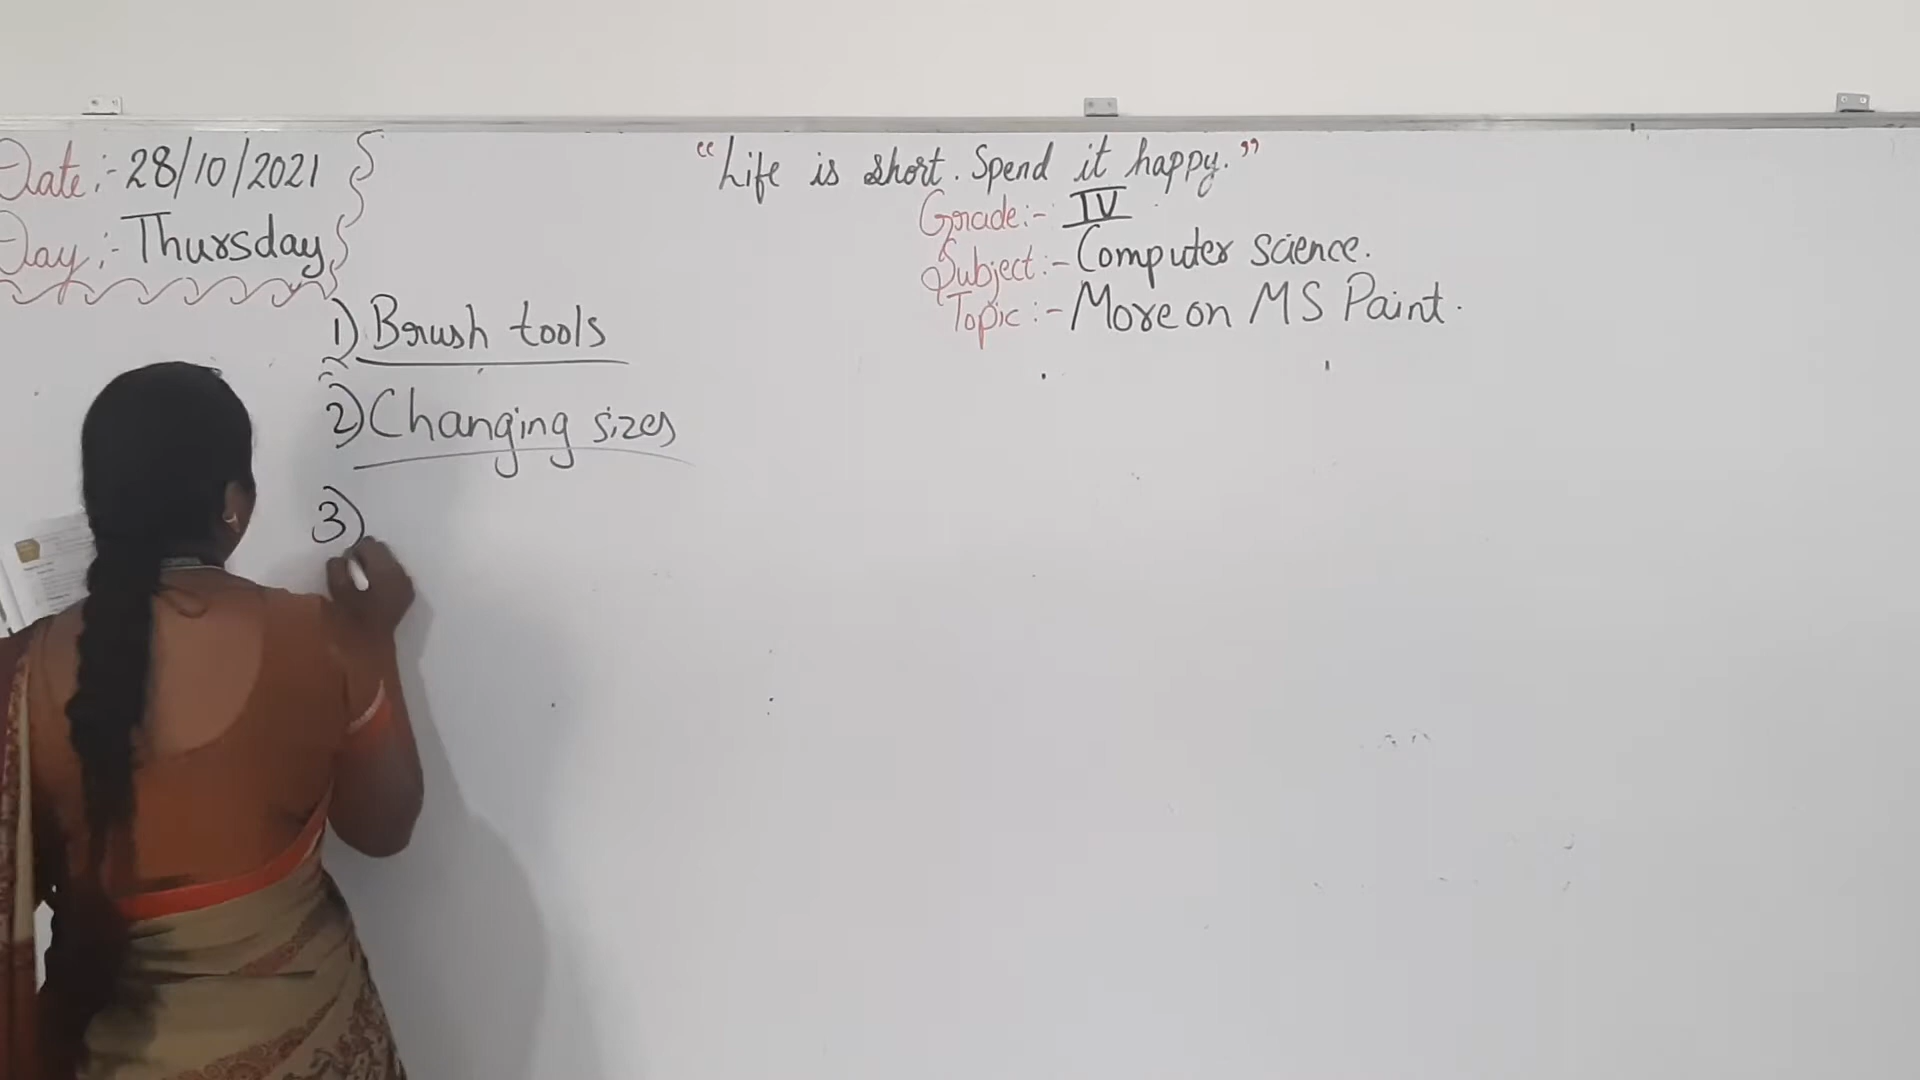 Date:- 28/10/2021
Day:- Thursday
"Life is short. Spend it happy."
Grade:- IV
Subject:- Computer science.
Topic:- More on MS Paint.
1) Brush tools
2) Changing sizes
3)